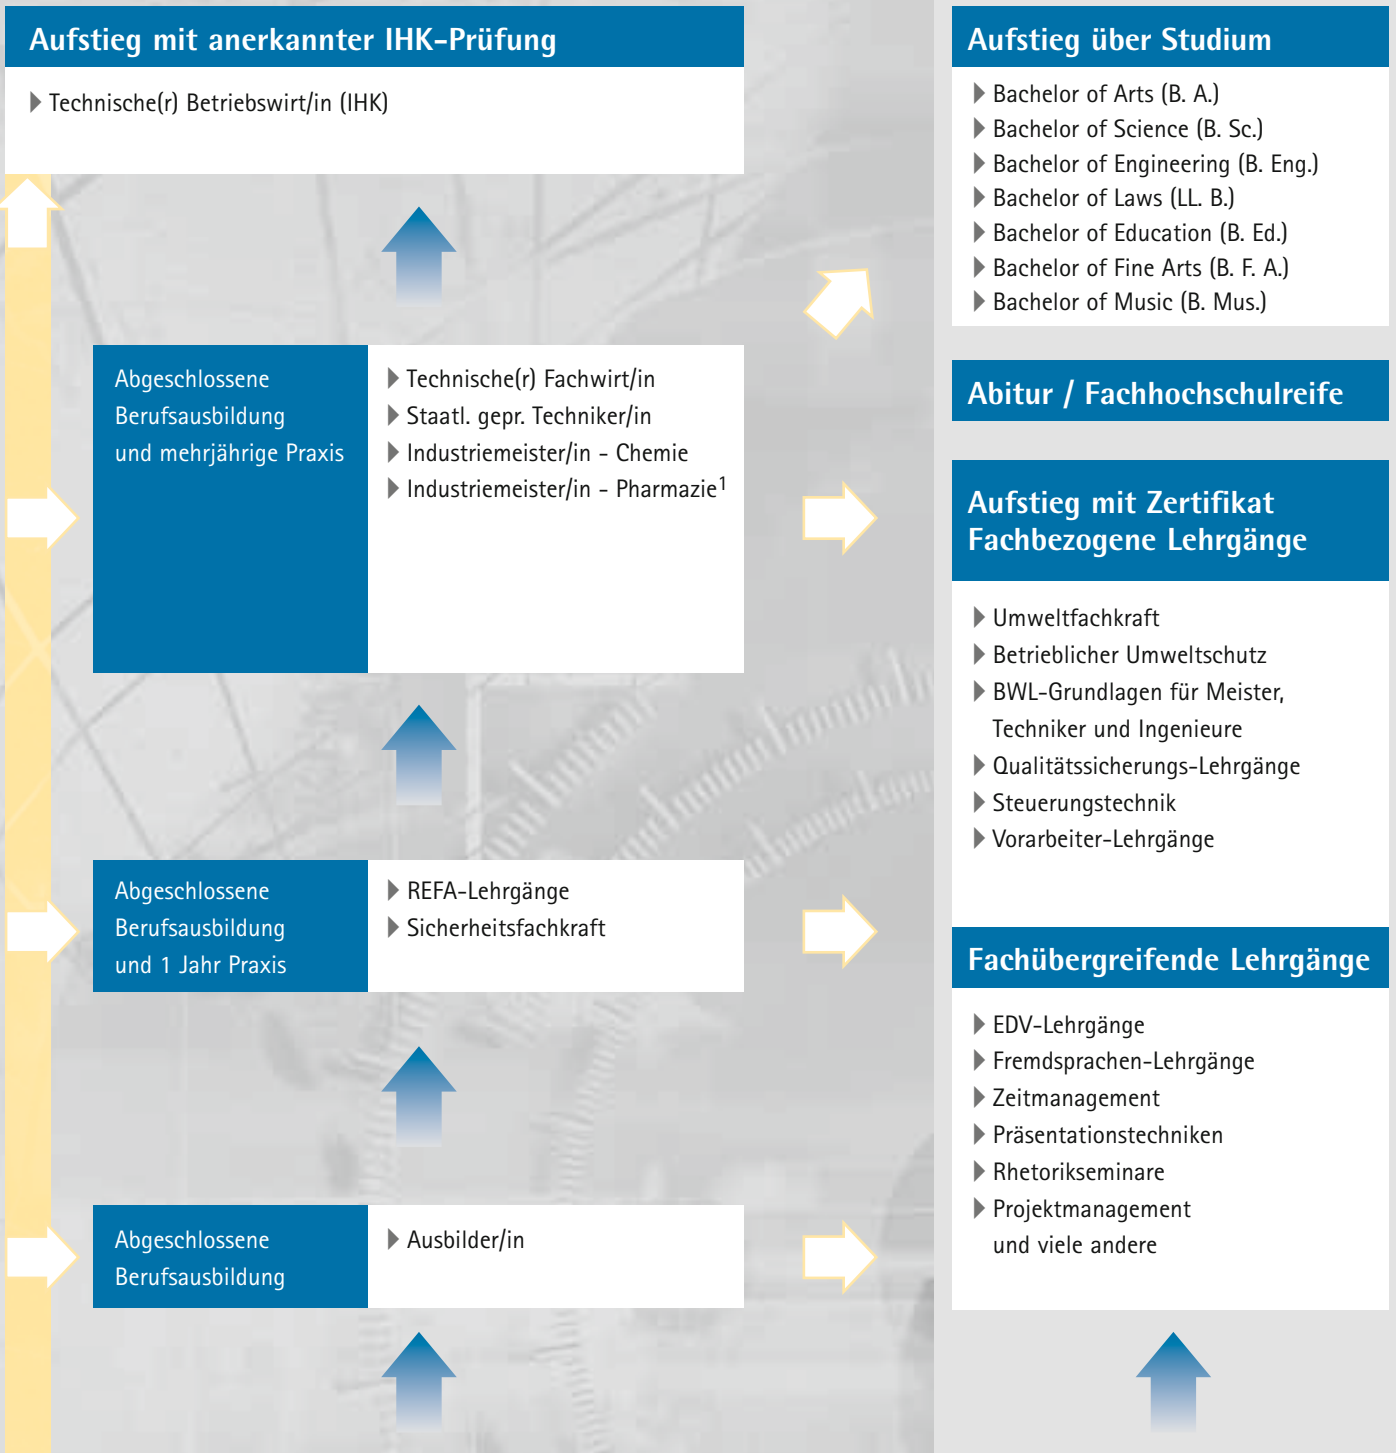 Aufstieg mit anerkannter IHK-Prüfung
Technische(r) Betriebswirt/in (IHK)
Abgeschlossene
Berufsausbildung
und mehrjährige Praxis
Technische(r) Fachwirt/in
Staatl. gepr. Techniker/in
Industriemeister/in - Chemie
Industriemeister/in - Pharmazie¹
Abgeschlossene
Berufsausbildung
und 1 Jahr Praxis
REFA-Lehrgänge
Sicherheitsfachkraft
Abgeschlossene
Berufsausbildung
Ausbilder/in
Aufstieg über Studium
Bachelor of Arts (B. A.)
Bachelor of Science (B. Sc.)
Bachelor of Engineering (B. Eng.)
Bachelor of Laws (LL. B.)
Bachelor of Education (B. Ed.)
Bachelor of Fine Arts (B. F. A.)
Bachelor of Music (B. Mus.)
Abitur / Fachhochschulreife
Aufstieg mit Zertifikat
Fachbezogene Lehrgänge
Umweltfachkraft
Betrieblicher Umweltschutz
BWL-Grundlagen für Meister,
Techniker und Ingenieure
Qualitätssicherungs-Lehrgänge
Steuerungstechnik
Vorarbeiter-Lehrgänge
Fachübergreifende Lehrgänge
EDV-Lehrgänge
Fremdsprachen-Lehrgänge
Zeitmanagement
Präsentationstechniken
Rhetorikseminare
Projektmanagement
und viele andere